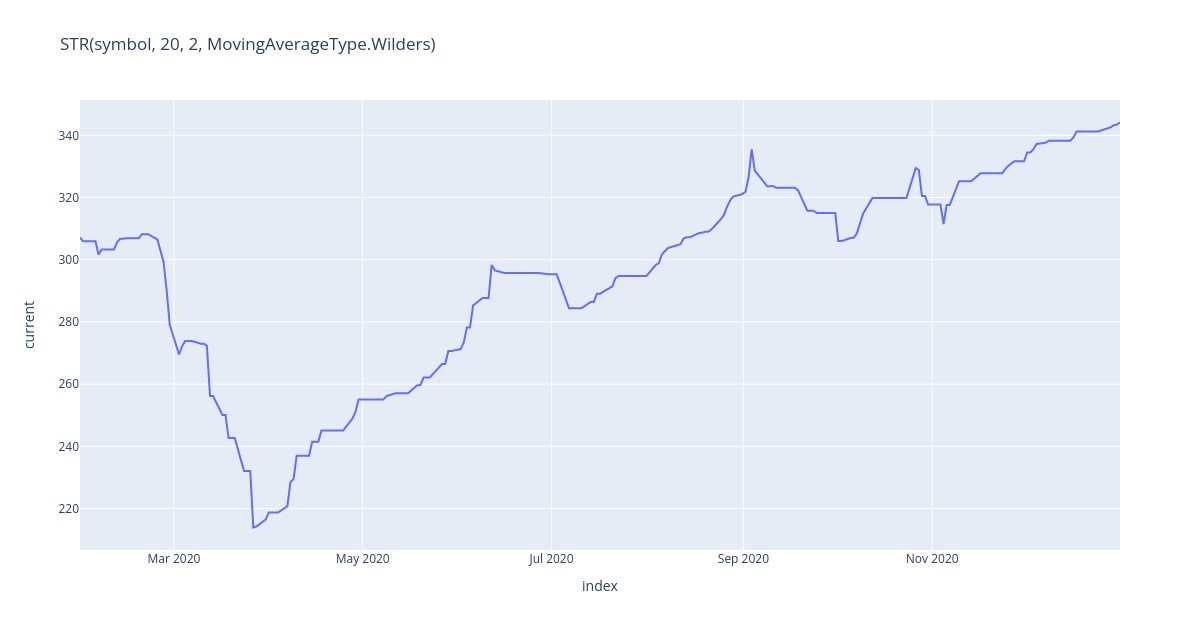 STR(symbol, 20, 2, MovingAverageType.Wilders)
340
320
300
280
260
240
220
current
Mar 2020
May 2020
Jul 2020
Sep 2020
Nov 2020
index